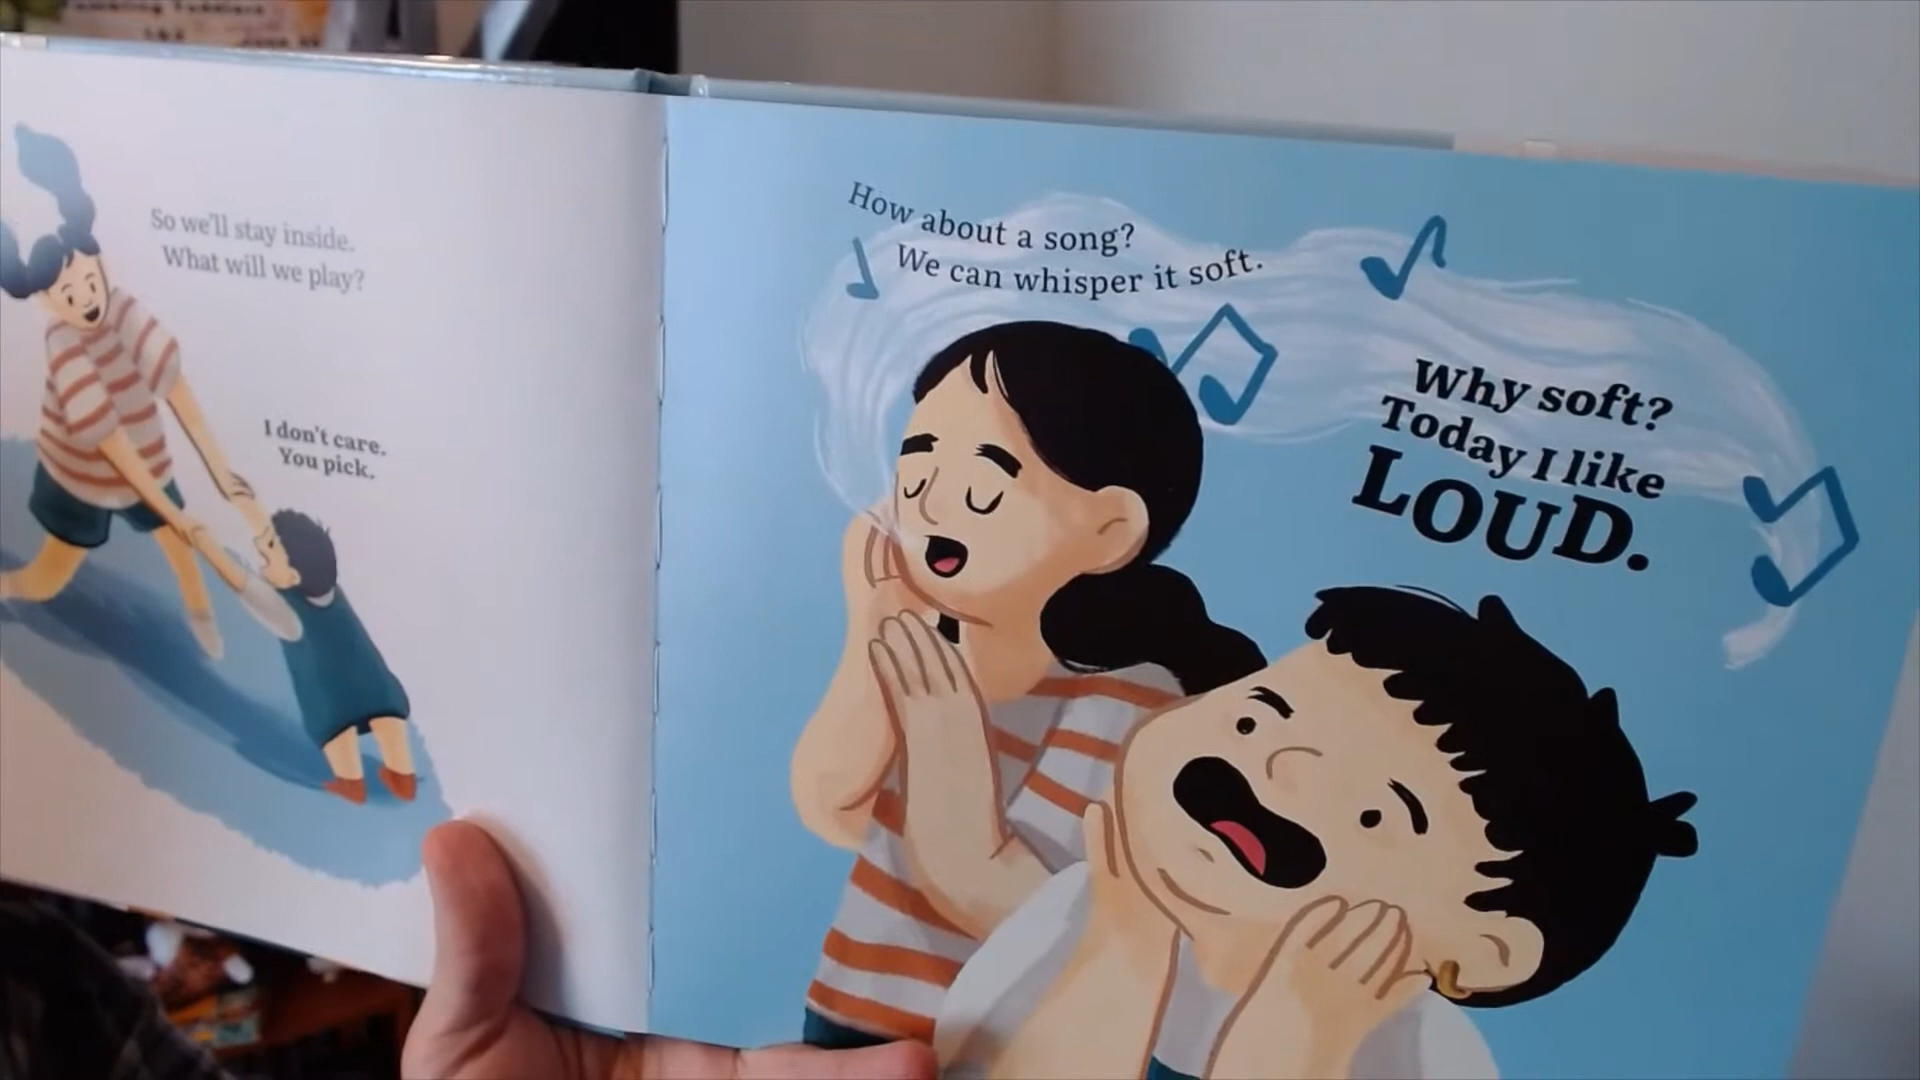 So we'll stay inside.
What will we play?
I don't care.
You pick.
How about a song?
We can whisper it soft.
Why soft?
Today I like
LOUD.